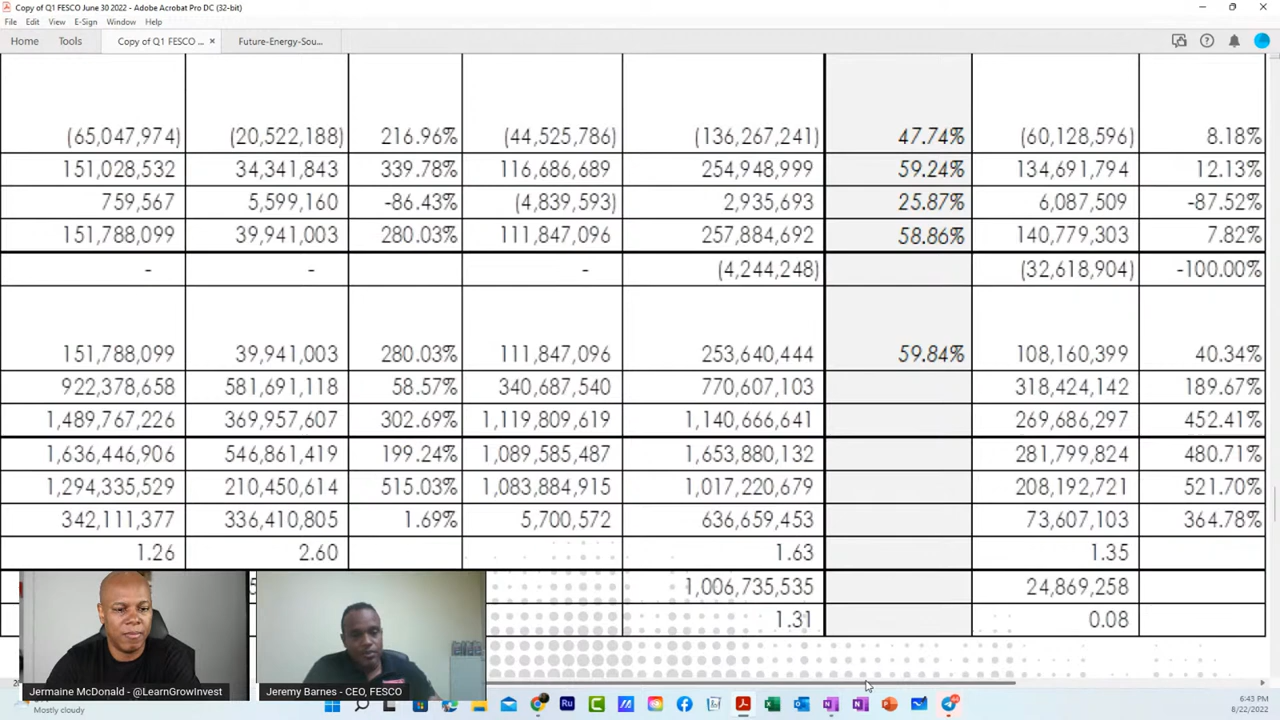 Copy of Q1 FESCO June 30 2022 - Adobe Acrobat Pro DC (32-bit)
File Edit View E-Sign Window Help
Home Tools Copy of Q1 FESCO ... × Future-Energy-Sou...
(65,047,974) (20,522,188) 216.96% (44,525,786) (136,267,241) 47.74% (60,128,596) 8.18%
151,028,532 34,341,843 339.78% 116,686,689 254,948,999 59.24% 134,691,794 12.13%
759,567 5,599,160 -86.43% (4,839,593) 2,935,693 25.87% 6,087,509 -87.52%
151,788,099 39,941,003 280.03% 111,847,096 257,884,692 58.86% 140,779,303 7.82%
- - - (4,244,248) (32,618,904) -100.00%
151,788,099 39,941,003 280.03% 111,847,096 253,640,444 59.84% 108,160,399 40.34%
922,378,658 581,691,118 58.57% 340,687,540 770,607,103 318,424,142 189.67%
1,489,767,226 369,957,607 302.69% 1,119,809,619 1,140,666,641 269,686,297 452.41%
1,636,446,906 546,861,419 199.24% 1,089,585,487 1,653,880,132 281,799,824 480.71%
1,294,335,529 210,450,614 515.03% 1,083,884,915 1,017,220,679 208,192,721 521.70%
342,111,377 336,410,805 1.69% 5,700,572 636,659,453 73,607,103 364.78%
1.26 2.60 1.63 1.35
1,006,735,535 24,869,258
1.31 0.08
Jermaine McDonald - @LearnGrowInvest
Jeremy Barnes - CEO, FESCO
Mostly cloudy
Ru
6:43 PM
8/22/2022